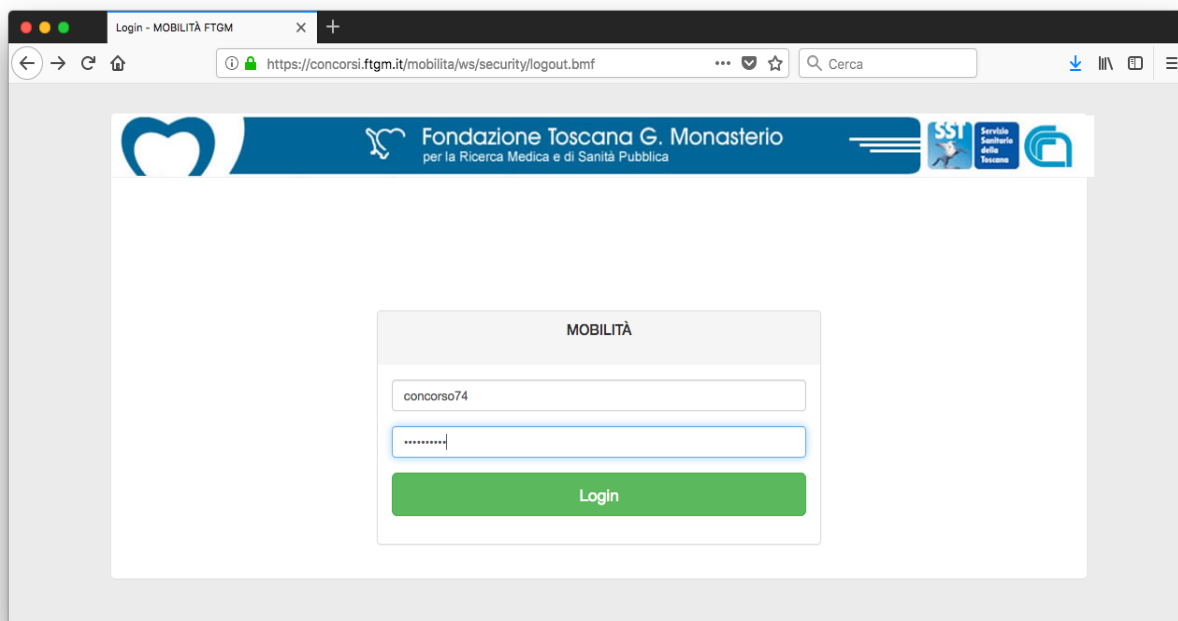 Login - MOBILITÀ FTGM
https://concorsi.ftgm.it/mobilita/ws/security/logout.bmf
Cerca
Fondazione Toscana G. Monasterio
per la Ricerca Medica e di Sanità Pubblica
SST
Servizio
Sanitario
della
Toscana
MOBILITÀ
concorso74
••••••••••
Login